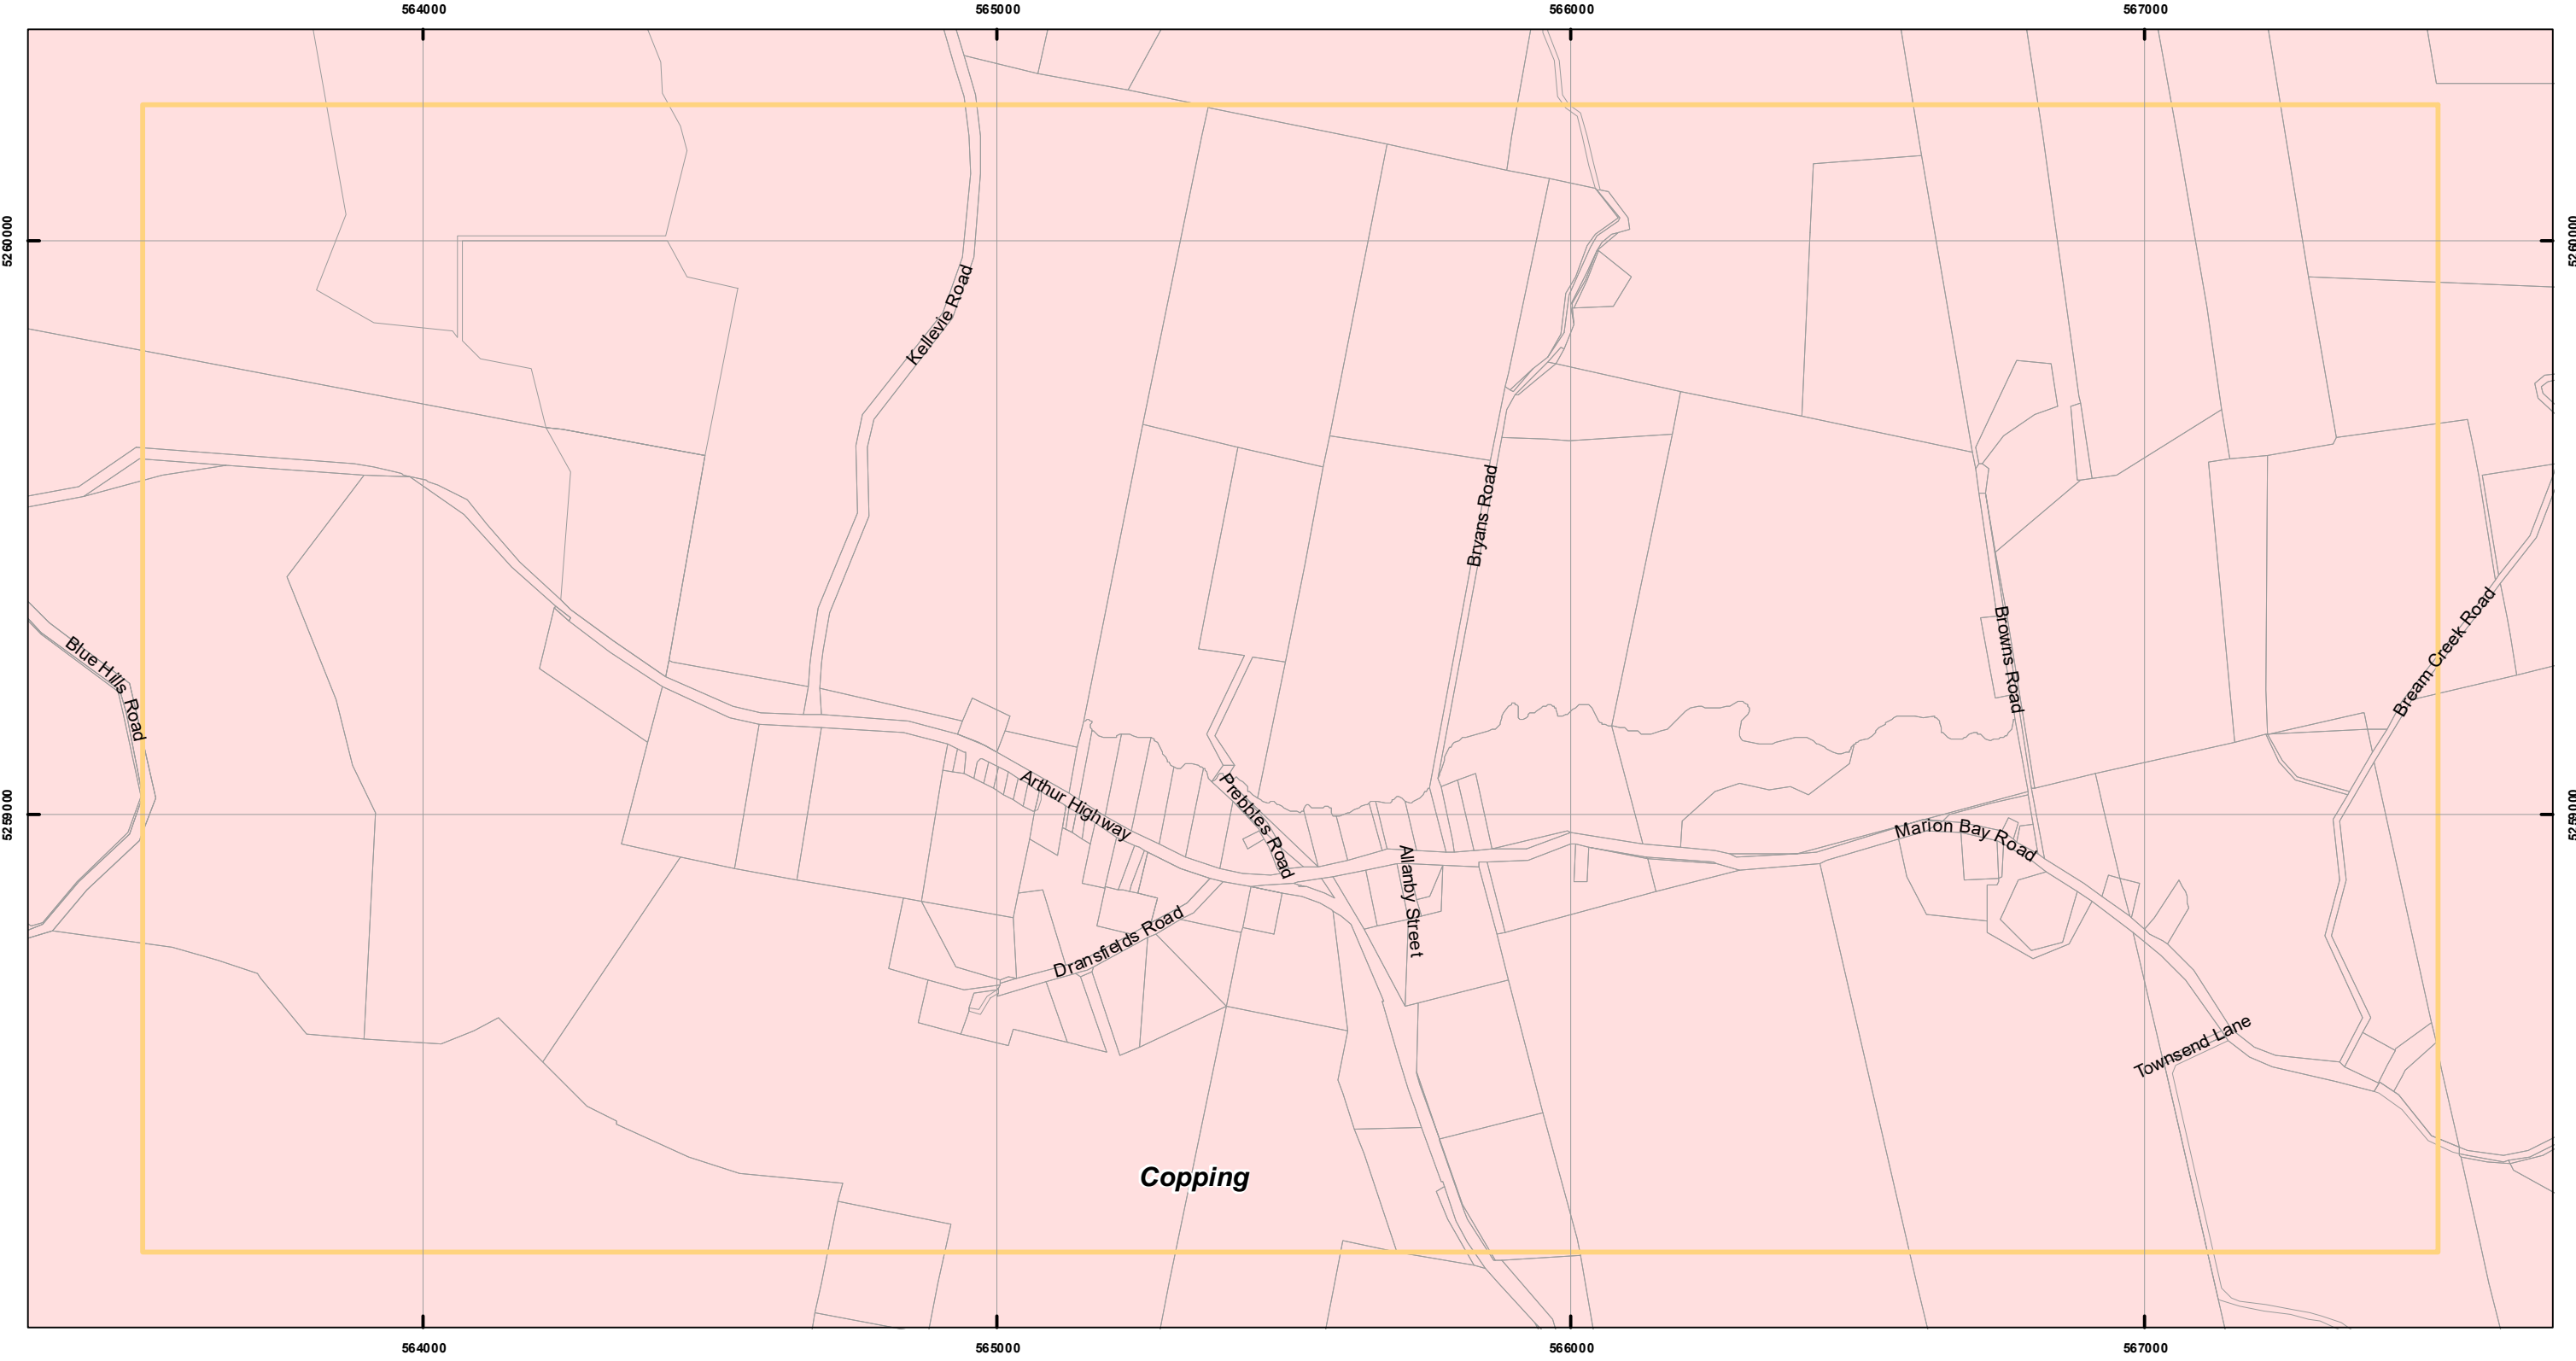 564000
565000
566000
567000
5260000
5260000
Kellevie Road
Bryans Road
Browns Road
Bream Creek Road
Blue Hills Road
5259000
5259000
Arthur Highway
Prebbles Road
Marion Bay Road
Allanby Street
Dransfields Road
Townsend Lane
Copping
564000
565000
566000
567000